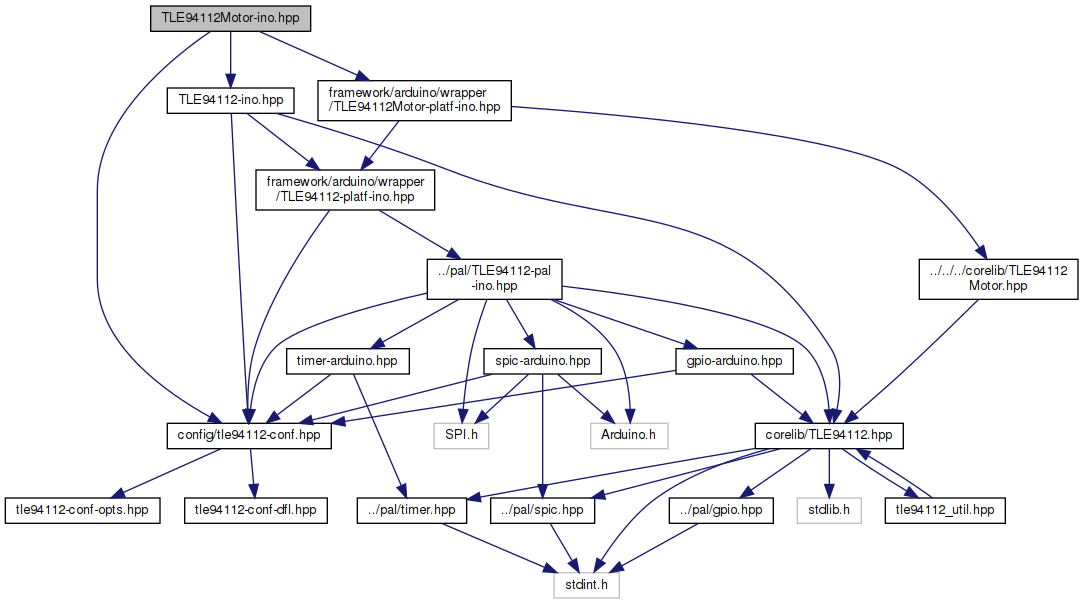 TLE94112Motor-ino.hpp
framework/arduino/wrapper
/TLE94112Motor-platf-ino.hpp
TLE94112-ino.hpp
framework/arduino/wrapper
/TLE94112-platf-ino.hpp
../pal/TLE94112-pal
-ino.hpp
../../../corelib/TLE94112
Motor.hpp
timer-arduino.hpp
spic-arduino.hpp
gpio-arduino.hpp
config/tle94112-conf.hpp
SPI.h
Arduino.h
corelib/TLE94112.hpp
tle94112-conf-opts.hpp
tle94112-conf-dfl.hpp
../pal/timer.hpp
../pal/spic.hpp
../pal/gpio.hpp
stdlib.h
tle94112_util.hpp
stdint.h